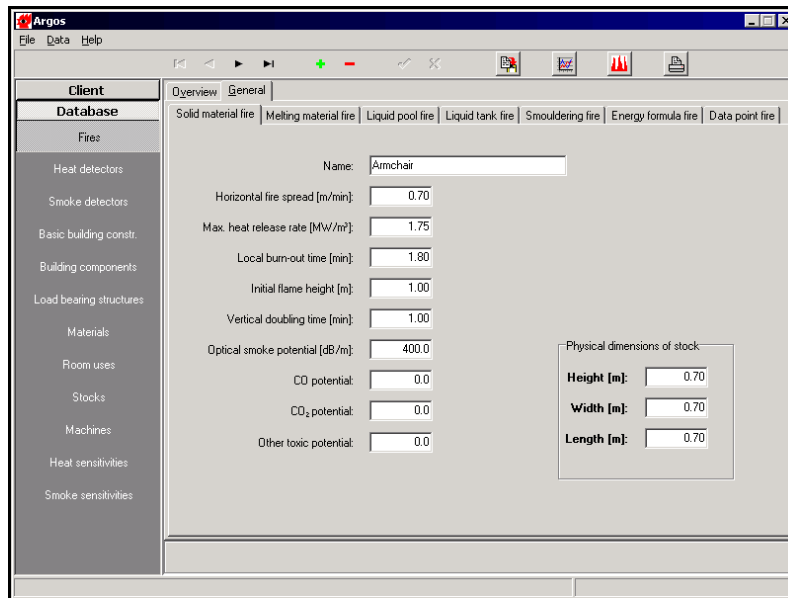 Argos
File Data Help
Client
Database
Fires
Heat detectors
Smoke detectors
Basic building constr.
Building components
Load bearing structures
Materials
Room uses
Stocks
Machines
Heat sensitivities
Smoke sensitivities
Overview General
Solid material fire Melting material fire Liquid pool fire Liquid tank fire Smouldering fire Energy formula fire Data point fire
Name: Armchair
Horizontal fire spread [m/min]: 0.70
Max. heat release rate [MW/m²]: 1.75
Local burn-out time [min]: 1.80
Initial flame height [m]: 1.00
Vertical doubling time [min]: 1.00
Optical smoke potential [dB/m]: 400.0
CO potential: 0.0
CO₂ potential: 0.0
Other toxic potential: 0.0
Physical dimensions of stock
Height [m]: 0.70
Width [m]: 0.70
Length [m]: 0.70